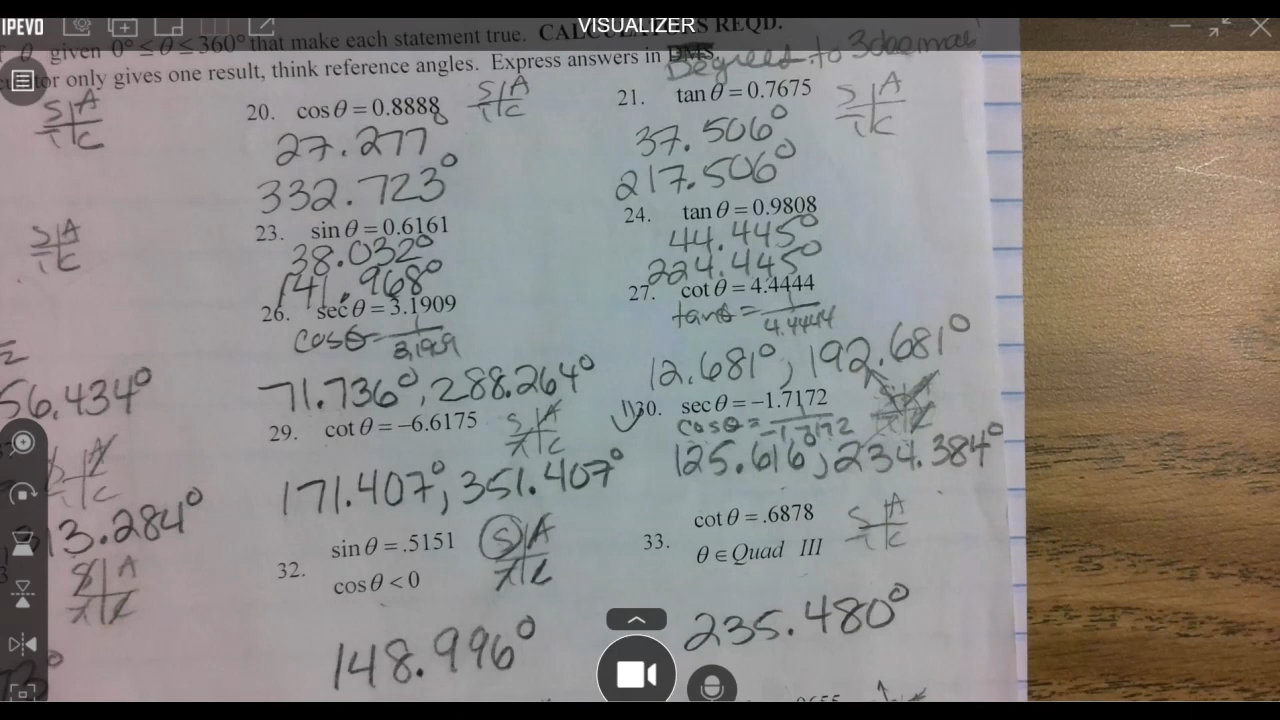 IPEVO
VISUALIZER
θ given 0° ≤ θ ≤ 360° that make each statement true. REQD.
only gives one result, think reference angles. Express answers in DMS
Degrees to 3 decimals
S A
T C
20. cos θ = 0.8888
S A
T C
27.277
332.723°
21. tan θ = 0.7675
S A
T C
37.506°
217.506°
S A
T C
23. sin θ = 0.6161
38.032°
141.968°
24. tan θ = 0.9808
44.445°
224.445°
26. sec θ = 3.1909
cosθ = 1/3.1909
71.736°, 288.264°
27. cot θ = 4.4444
tanθ = 1/4.4444
12.681°, 192.681°
56.434°
29. cot θ = −6.6175
S A
T C
171.407°, 351.407°
30. sec θ = −1.7172
cosθ = 1/-1.7172
125.616°, 234.384°
S A
T C
13.284°
S A
T C
32. sin θ = .5151
cos θ < 0
S A
T C
148.996°
33. cot θ = .6878
θ ∈ Quad III
S A
T C
235.480°